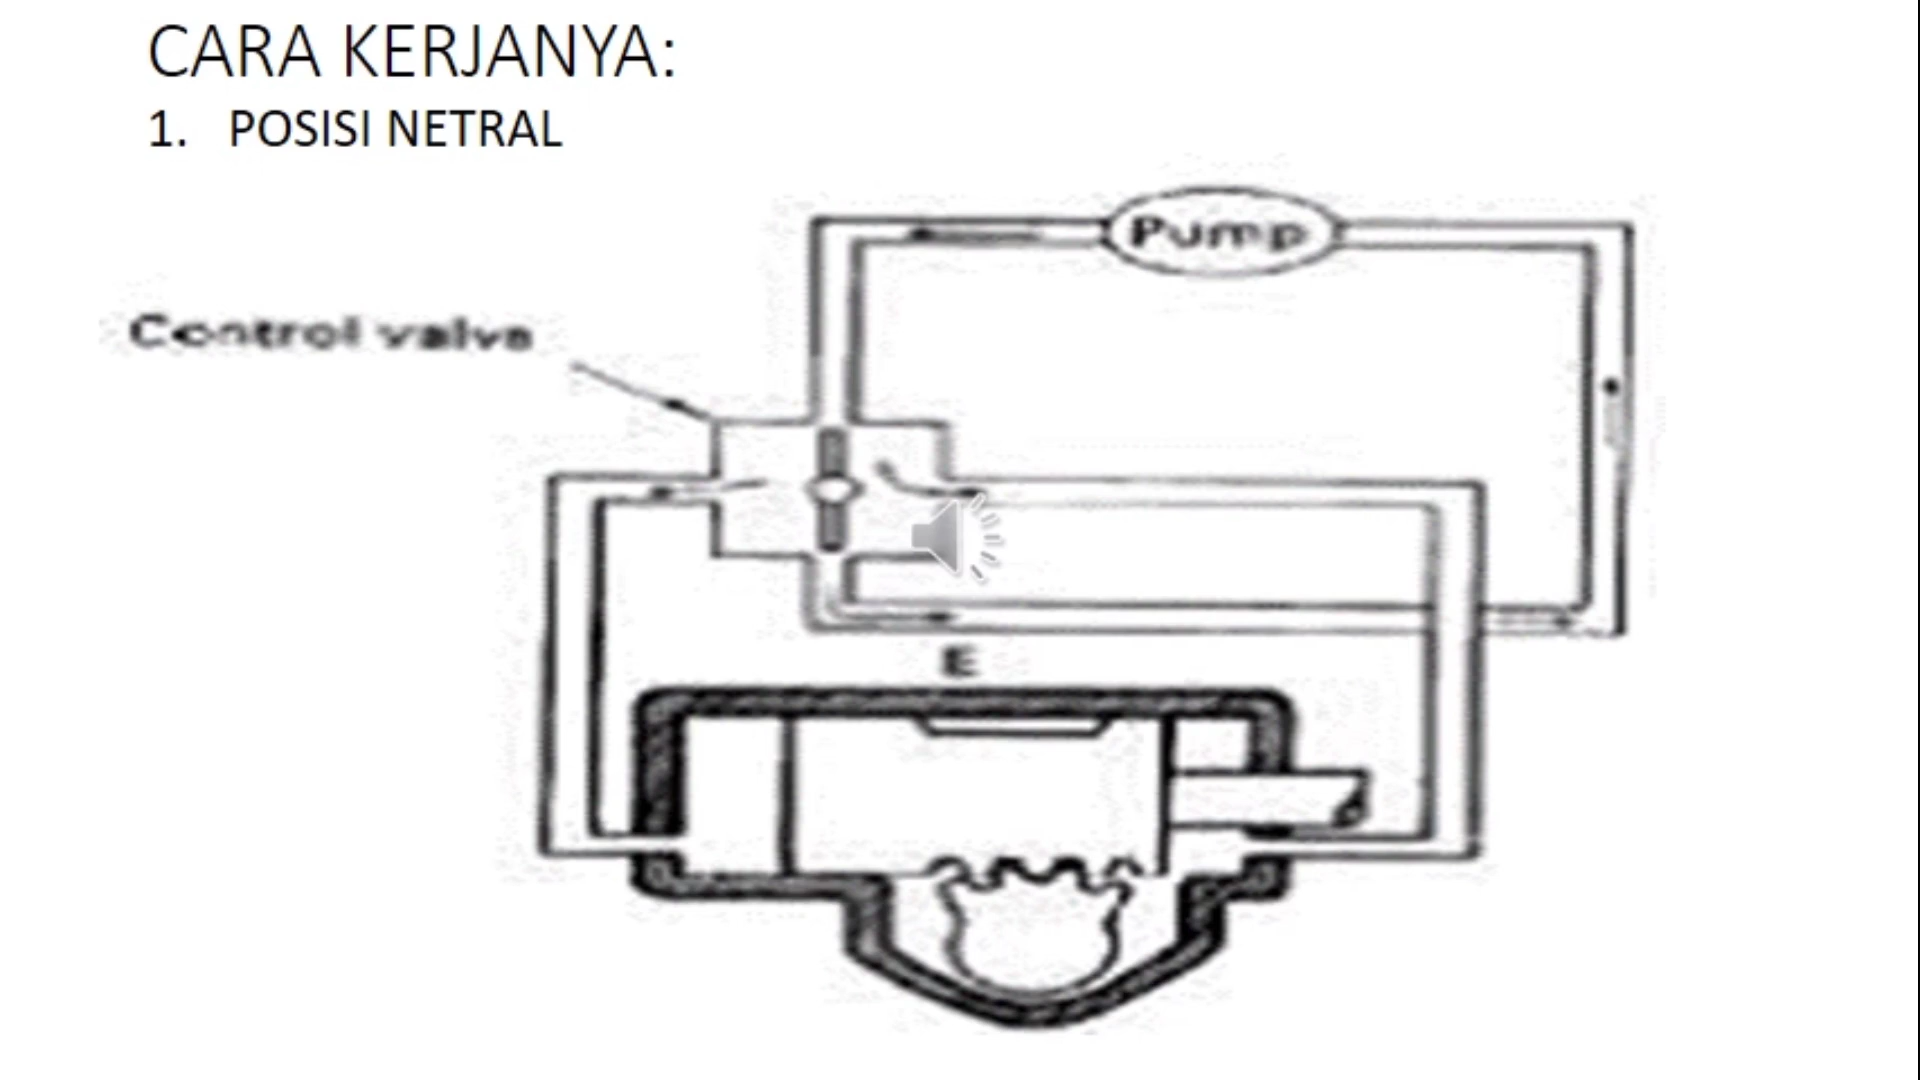 CARA KERJANYA:
1. POSISI NETRAL
Pump
Control valve
E